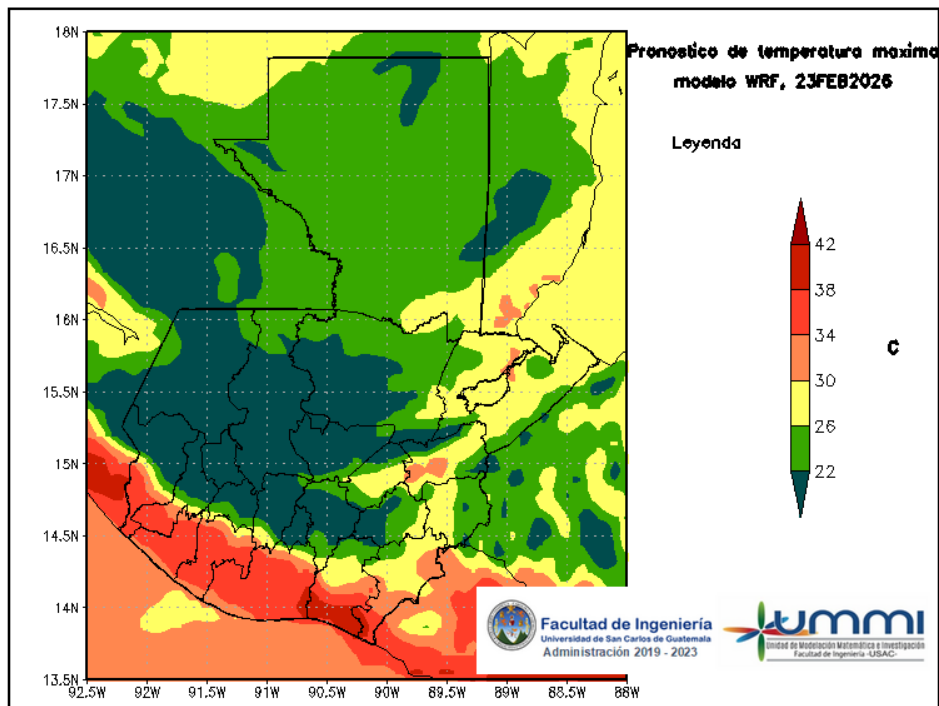 Pronostico de temperatura maxima
modelo WRF, 23FEB2026
Leyenda
42
38
34
30
26
22
C
18N
17.5N
17N
16.5N
16N
15.5N
15N
14.5N
14N
13.5N
92.5W
92W
91.5W
91W
90.5W
90W
89.5W
89W
88.5W
88W
Facultad de Ingeniería
Universidad de San Carlos de Guatemala
Administración 2019 - 2023
UMMI
Unidad de Modelación Matemática e Investigación
Facultad de Ingeniería -USAC-